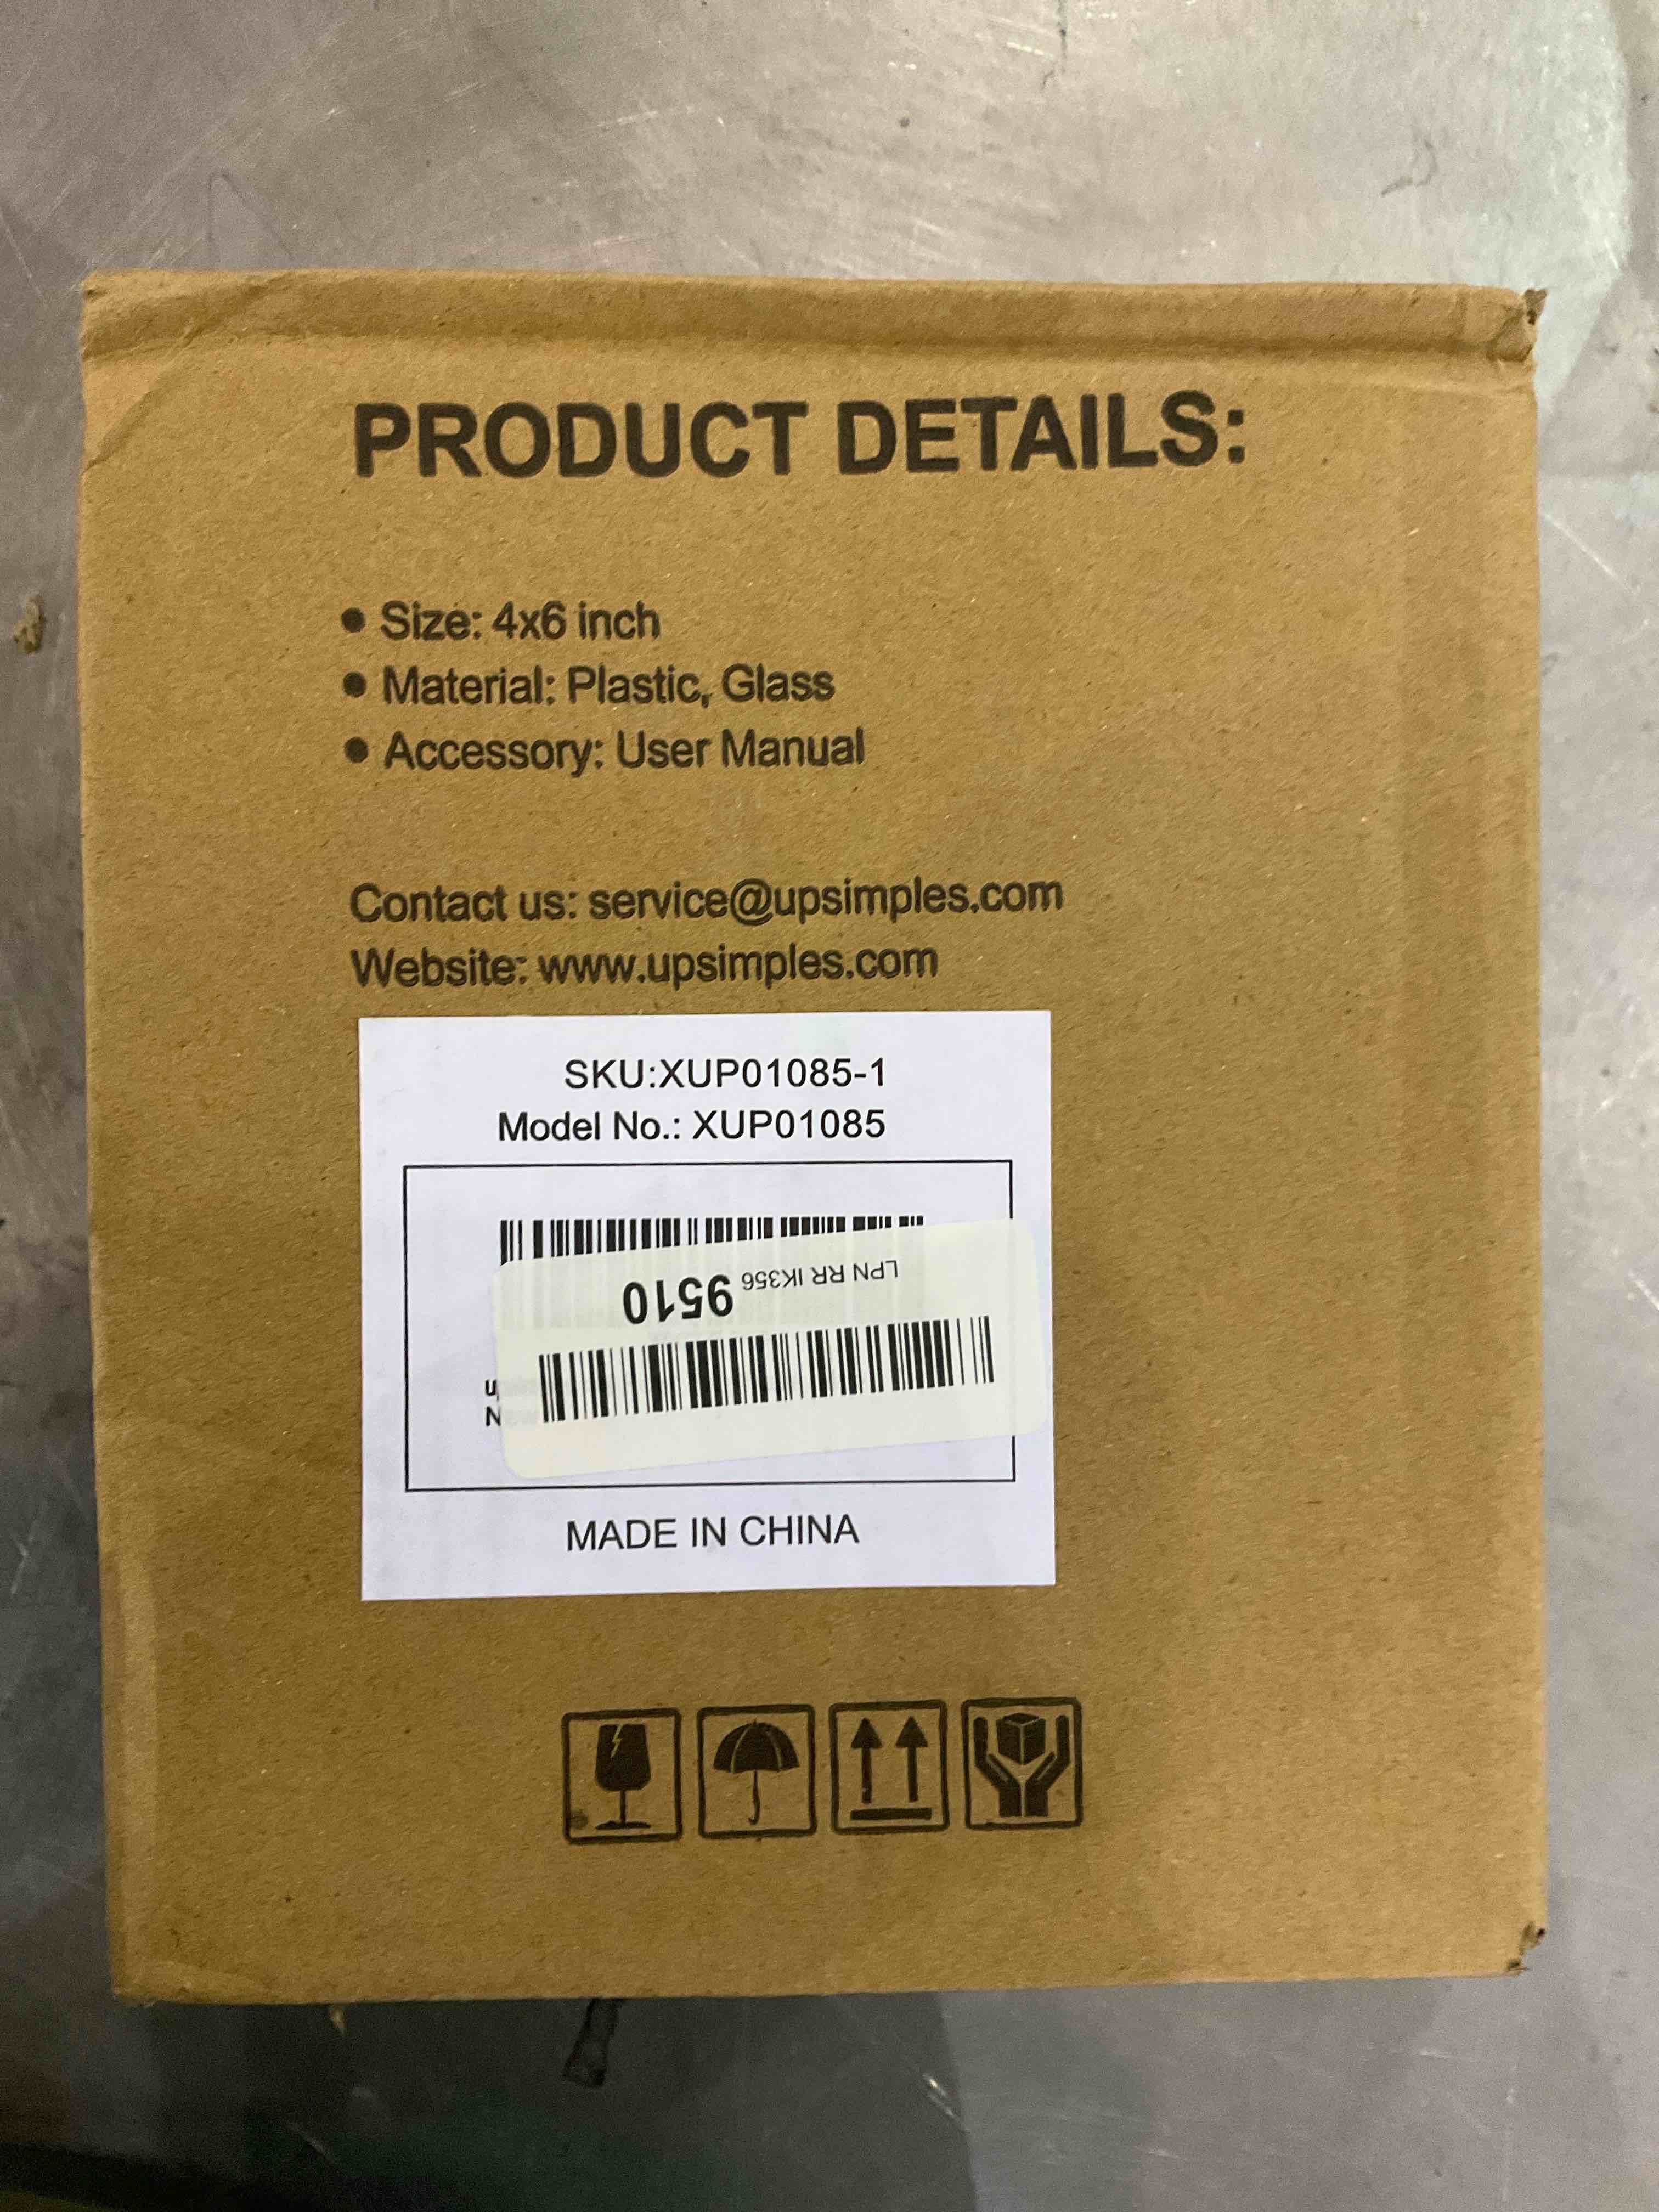 PRODUCT DETAILS:
● Size: 4x6 inch
● Material: Plastic, Glass
● Accessory: User Manual
Contact us: service@upsimples.com
Website: www.upsimples.com
SKU:XUP01085-1
Model No.: XUP01085
LPN RR IK356 9510
MADE IN CHINA